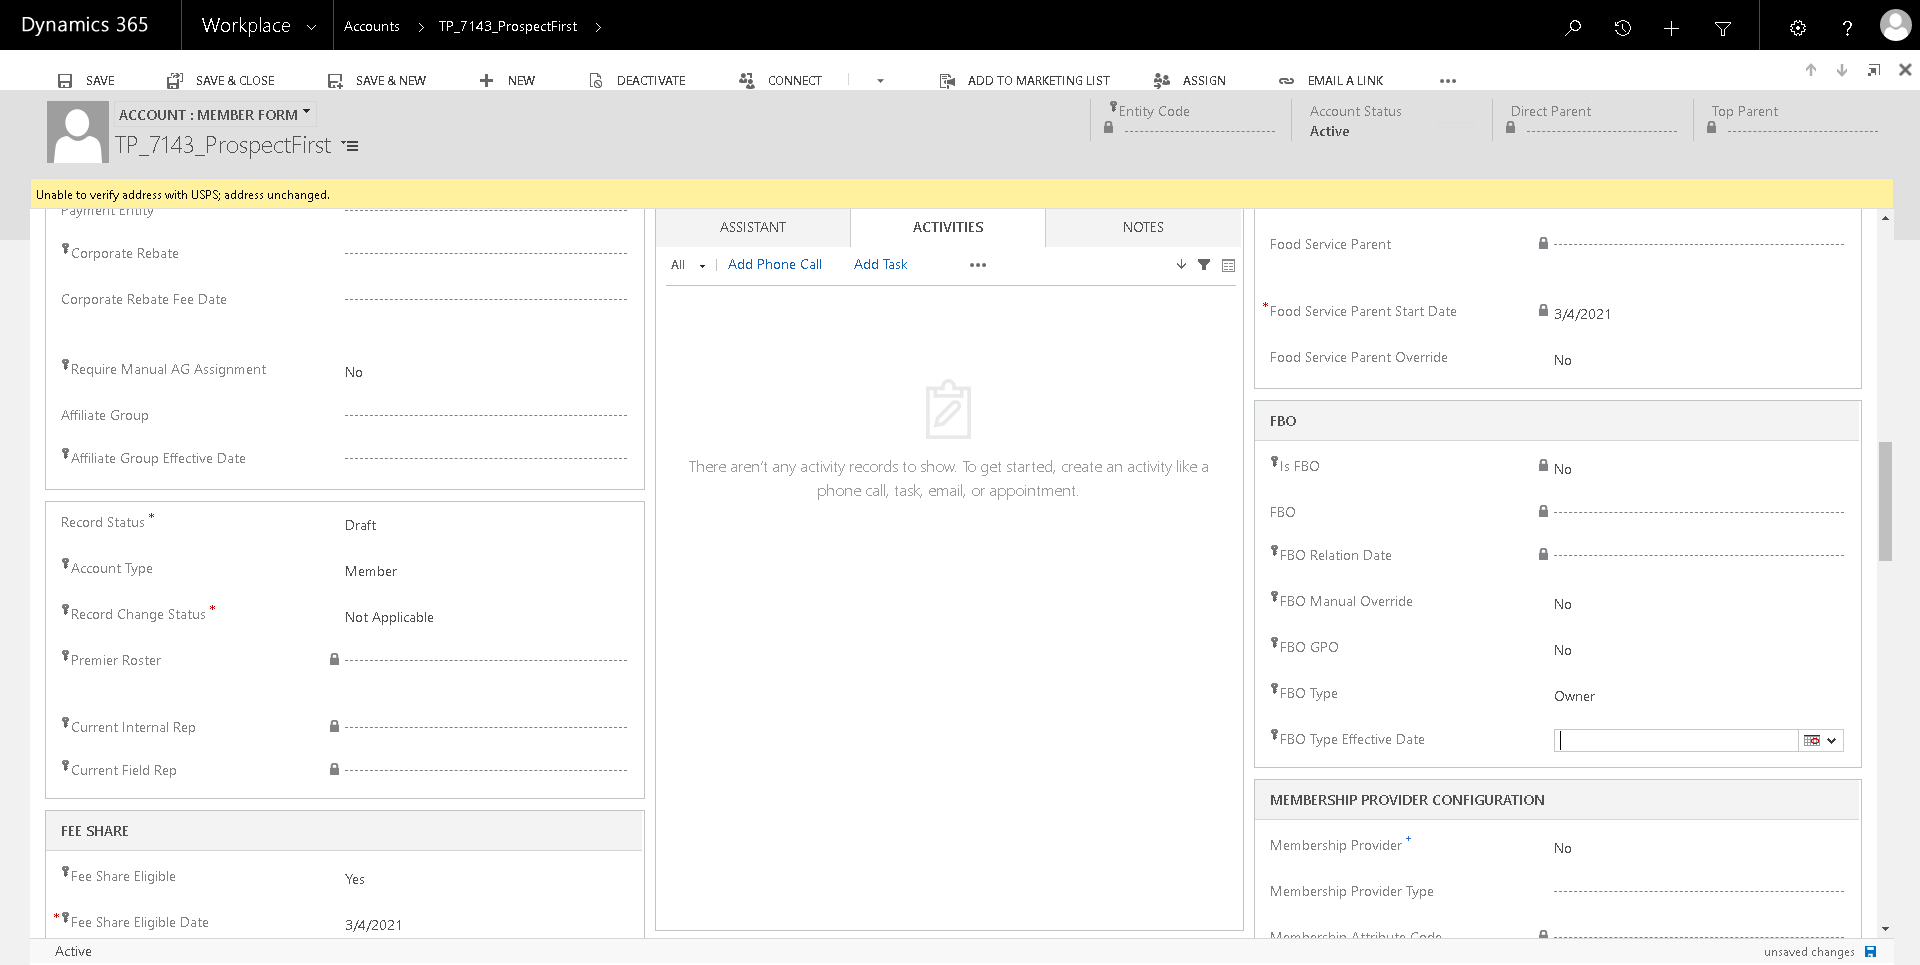 Dynamics 365 Workplace Accounts TP_7143_ProspectFirst
SAVE SAVE & CLOSE SAVE & NEW NEW DEACTIVATE CONNECT ADD TO MARKETING LIST ASSIGN EMAIL A LINK
ACCOUNT : MEMBER FORM
TP_7143_ProspectFirst
Entity Code
Account Status
Active
Direct Parent
Top Parent
Unable to verify address with USPS; address unchanged.
Payment Entity
Corporate Rebate
Corporate Rebate Fee Date
Require Manual AG Assignment No
Affiliate Group
Affiliate Group Effective Date
Record Status * Draft
Account Type Member
Record Change Status * Not Applicable
Premier Roster
Current Internal Rep
Current Field Rep
FEE SHARE
Fee Share Eligible Yes
* Fee Share Eligible Date 3/4/2021
ASSISTANT ACTIVITIES NOTES
All Add Phone Call Add Task
There aren't any activity records to show. To get started, create an activity like a
phone call, task, email, or appointment.
Food Service Parent
* Food Service Parent Start Date 3/4/2021
Food Service Parent Override No
FBO
Is FBO No
FBO
FBO Relation Date
FBO Manual Override No
FBO GPO No
FBO Type Owner
FBO Type Effective Date
MEMBERSHIP PROVIDER CONFIGURATION
Membership Provider + No
Membership Provider Type
Membership Attribute Code
Active
unsaved changes